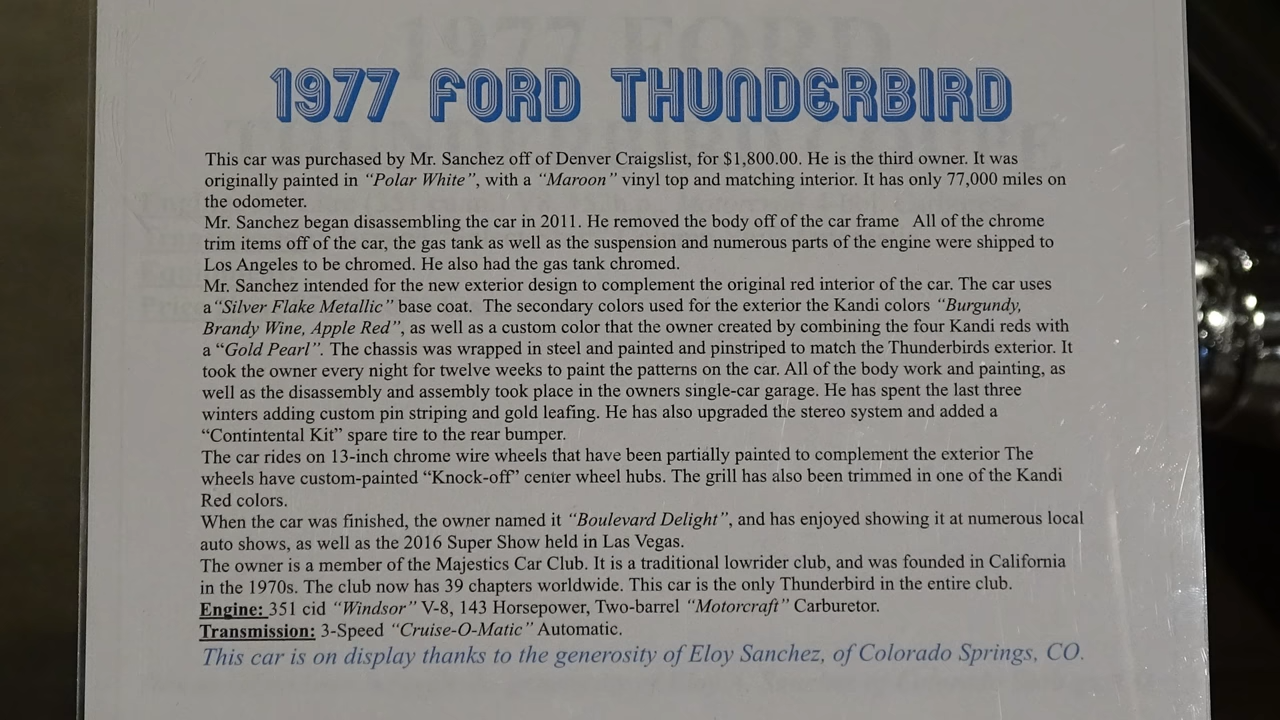 1977 FORD THUNDERBIRD
This car was purchased by Mr. Sanchez off of Denver Craigslist, for $1,800.00. He is the third owner. It was
originally painted in “Polar White”, with a “Maroon” vinyl top and matching interior. It has only 77,000 miles on
the odometer.
Mr. Sanchez began disassembling the car in 2011. He removed the body off of the car frame   All of the chrome
trim items off of the car, the gas tank as well as the suspension and numerous parts of the engine were shipped to
Los Angeles to be chromed. He also had the gas tank chromed.
Mr. Sanchez intended for the new exterior design to complement the original red interior of the car. The car uses
a “Silver Flake Metallic” base coat.  The secondary colors used for the exterior the Kandi colors “Burgundy,
Brandy Wine, Apple Red”, as well as a custom color that the owner created by combining the four Kandi reds with
a “Gold Pearl”. The chassis was wrapped in steel and painted and pinstriped to match the Thunderbirds exterior. It
took the owner every night for twelve weeks to paint the patterns on the car. All of the body work and painting, as
well as the disassembly and assembly took place in the owners single-car garage. He has spent the last three
winters adding custom pin striping and gold leafing. He has also upgraded the stereo system and added a
“Contintental Kit” spare tire to the rear bumper.
The car rides on 13-inch chrome wire wheels that have been partially painted to complement the exterior The
wheels have custom-painted “Knock-off” center wheel hubs. The grill has also been trimmed in one of the Kandi
Red colors.
When the car was finished, the owner named it “Boulevard Delight”, and has enjoyed showing it at numerous local
auto shows, as well as the 2016 Super Show held in Las Vegas.
The owner is a member of the Majestics Car Club. It is a traditional lowrider club, and was founded in California
in the 1970s. The club now has 39 chapters worldwide. This car is the only Thunderbird in the entire club.
Engine: 351 cid “Windsor” V-8, 143 Horsepower, Two-barrel “Motorcraft” Carburetor.
Transmission: 3-Speed “Cruise-O-Matic” Automatic.
This car is on display thanks to the generosity of Eloy Sanchez, of Colorado Springs, CO.